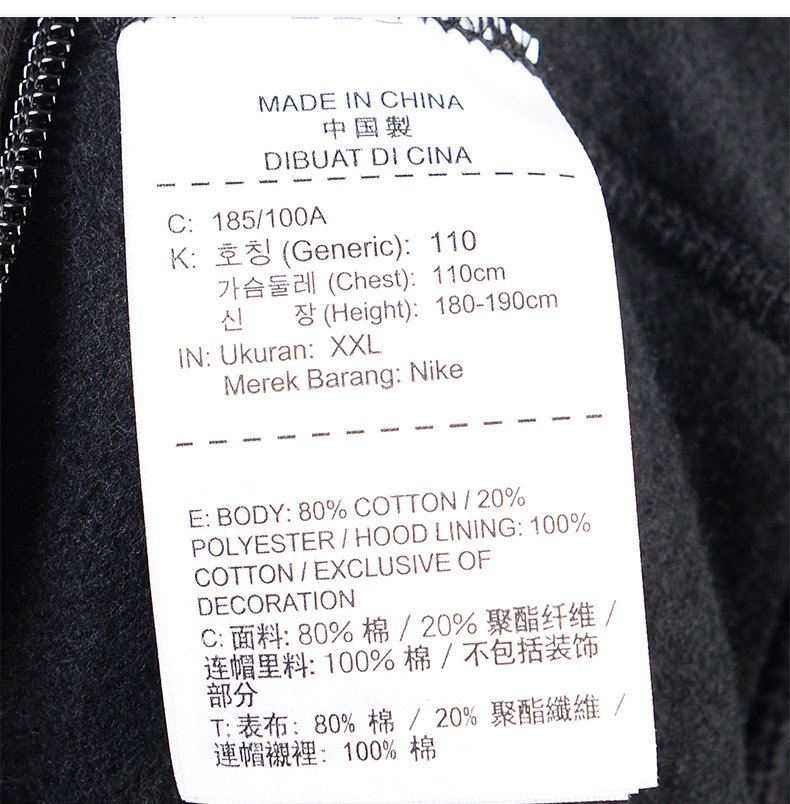 MADE IN CHINA
中国製
DIBUAT DI CINA
C: 185/100A
K: 호칭 (Generic): 110
가슴둘레 (Chest): 110cm
신 장 (Height): 180-190cm
IN: Ukuran: XXL
Merek Barang: Nike
E: BODY: 80% COTTON / 20%
POLYESTER / HOOD LINING: 100%
COTTON / EXCLUSIVE OF
DECORATION
C: 面料: 80% 棉 / 20% 聚酯纤维 /
连帽里料: 100% 棉 / 不包括装饰
部分
T: 表布: 80% 棉 / 20% 聚酯纖維 /
連帽襯裡: 100% 棉